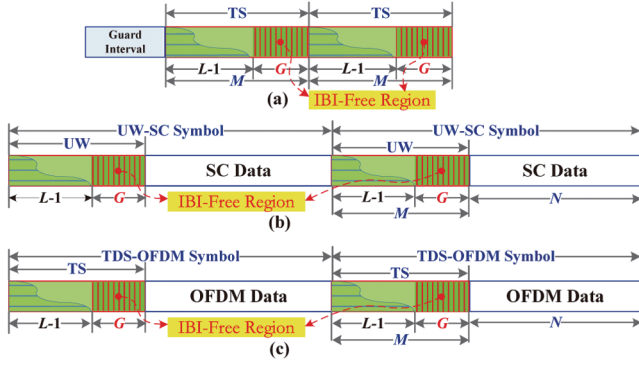 TS TS
Guard
Interval
L-1 G L-1 G
M M
(a) IBI-Free Region
UW-SC Symbol UW-SC Symbol
UW UW
SC Data SC Data
L-1 G IBI-Free Region L-1 G N
(b) M
TDS-OFDM Symbol TDS-OFDM Symbol
TS TS
OFDM Data OFDM Data
L-1 G IBI-Free Region L-1 G N
(c) M